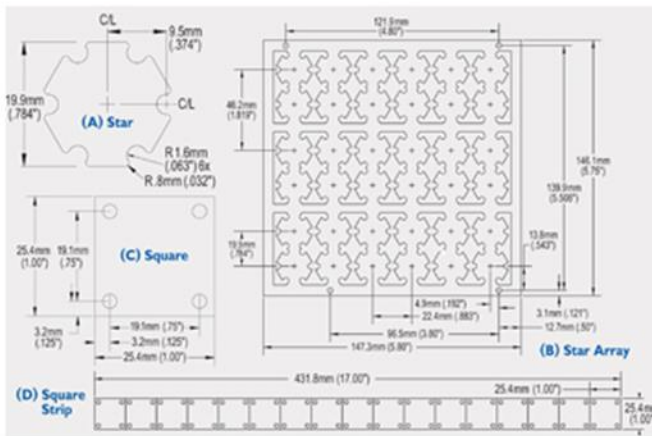 C/L
9.5mm
(.374")
19.9mm
(.784")
C/L
(A) Star
R1.6mm
(.063") 6x
R.8mm (.032")
121.9mm
(4.80")
46.2mm
(1.819")
146.1mm
(5.75")
139.9mm
(5.506")
19.9mm
(.784")
13.8mm
(.543")
4.9mm (.192")
22.4mm (.883")
3.1mm (.121")
96.5mm (3.80")
12.7mm (.50")
147.3mm (5.80")
(B) Star Array
25.4mm
(1.00")
19.1mm
(.75")
(C) Square
3.2mm
(.125")
19.1mm (.75")
3.2mm (.125")
25.4mm (1.00")
(D) Square
Strip
431.8mm (17.00")
25.4mm (1.00")
25.4mm
(1.00"